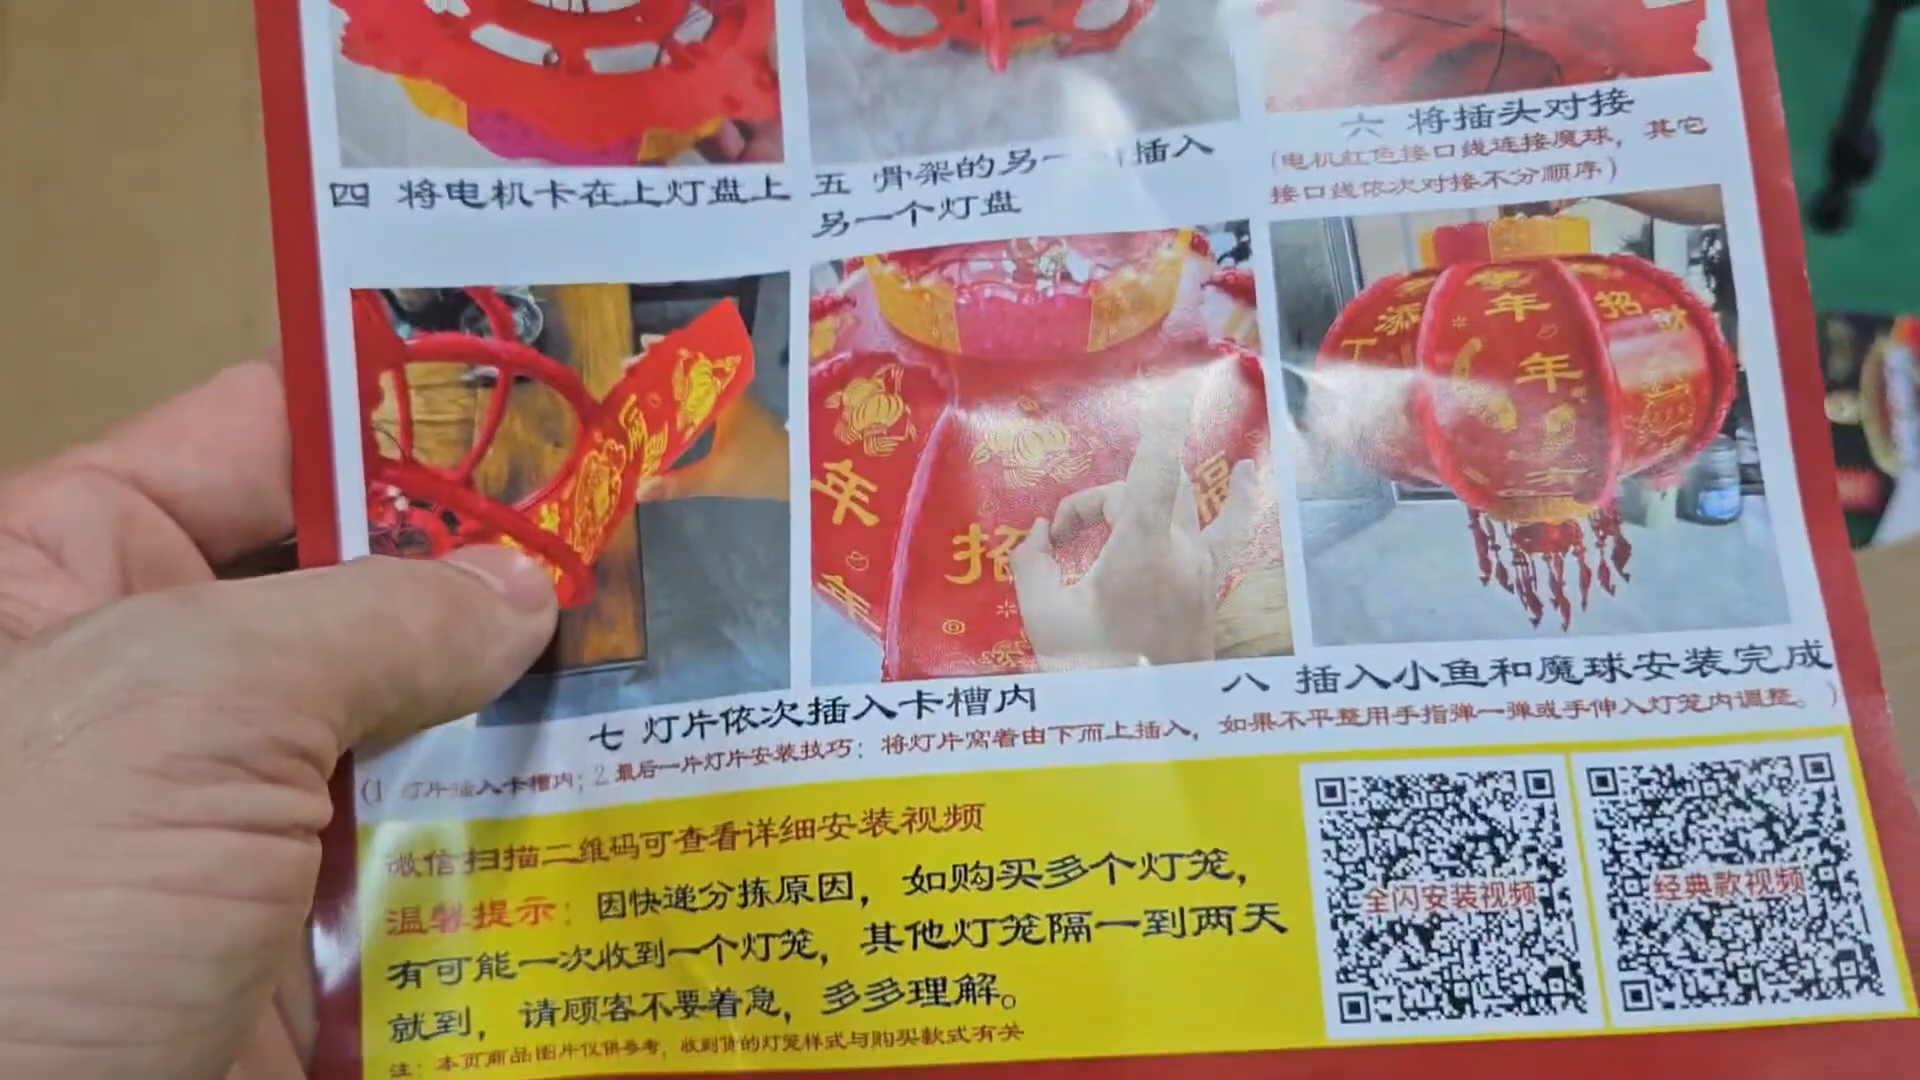 四 将电机卡在上灯盘上
五 骨架的另一 插入
另一个灯盘
六 将插头对接
(电机红色接口线连接魔球，其它
接口线依次对接不分顺序)
添
年
年
招
财
年
年
招
福
七 灯片依次插入卡槽内
八 插入小鱼和魔球安装完成
(1 灯片插入卡槽内；2.最后一片灯片安装技巧：将灯片窝着由下而上插入，如果不平整用手指弹一弹或手伸入灯笼内调整。)
微信扫描二维码可查看详细安装视频
温馨提示：因快递分拣原因，如购买多个灯笼，
有可能一次收到一个灯笼，其他灯笼隔一到两天
就到，请顾客不要着急，多多理解。
注：本页商品图片仅供参考，收到货的灯笼样式与购买款式有关
全闪安装视频
经典款视频